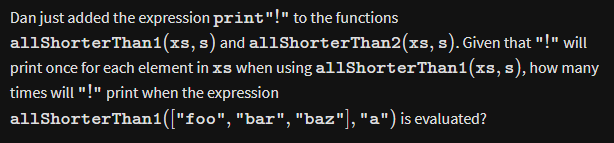 Dan just added the expression print"!" to the functions
allShorterThan1(xs, s) and allShorterThan2(xs, s). Given that "!" will
print once for each element in xs when using allShorterThan1(xs, s), how many
times will "!" print when the expression
allShorterThan1(["foo", "bar", "baz"], "a") is evaluated?